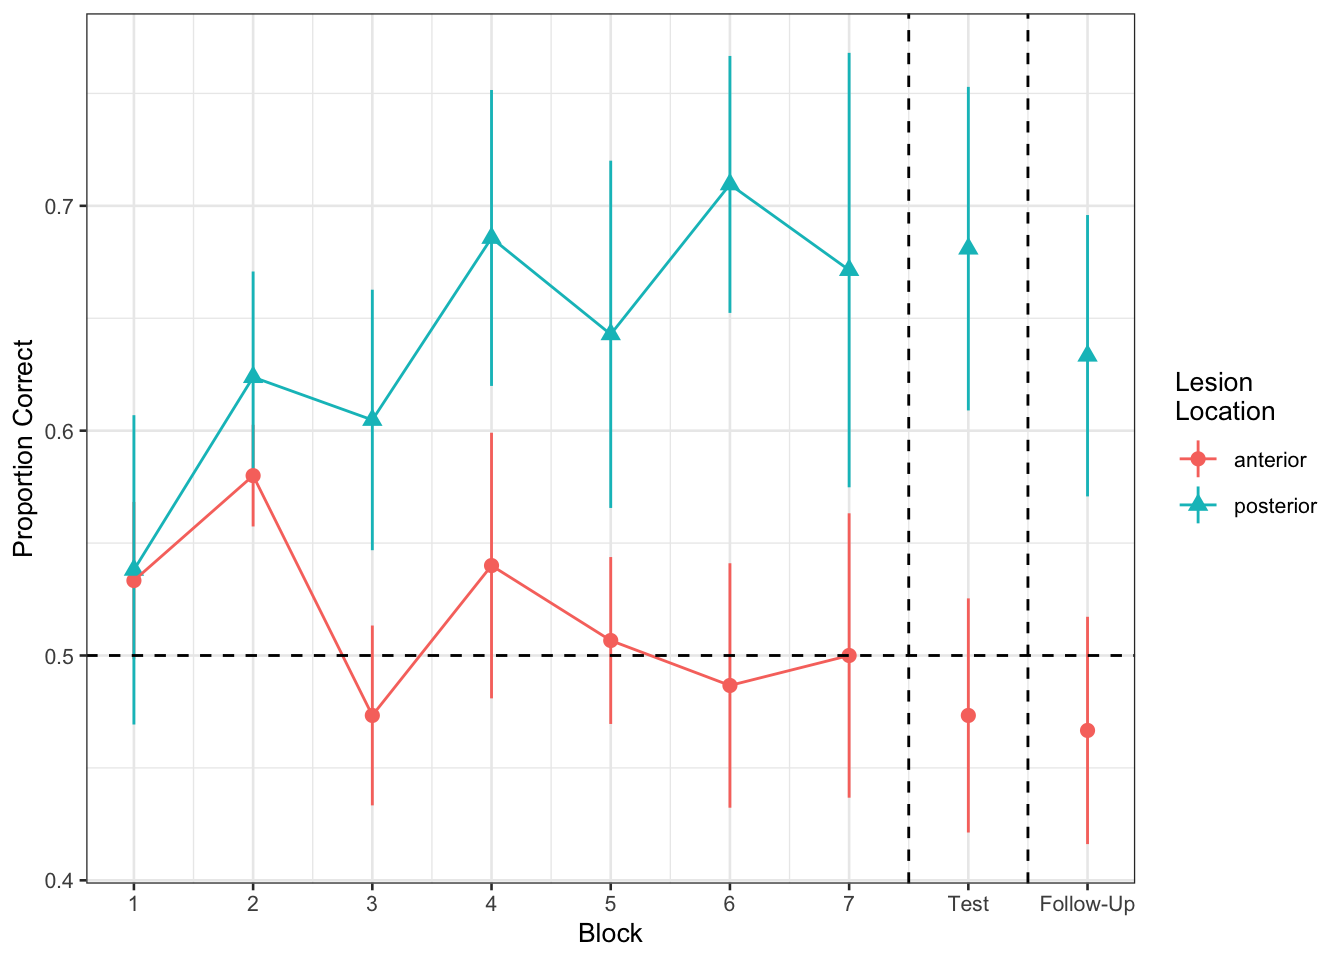 0.7
0.6
0.5
0.4
Proportion Correct
1 2 3 4 5 6 7 Test Follow-Up
Block
Lesion
Location
anterior
posterior